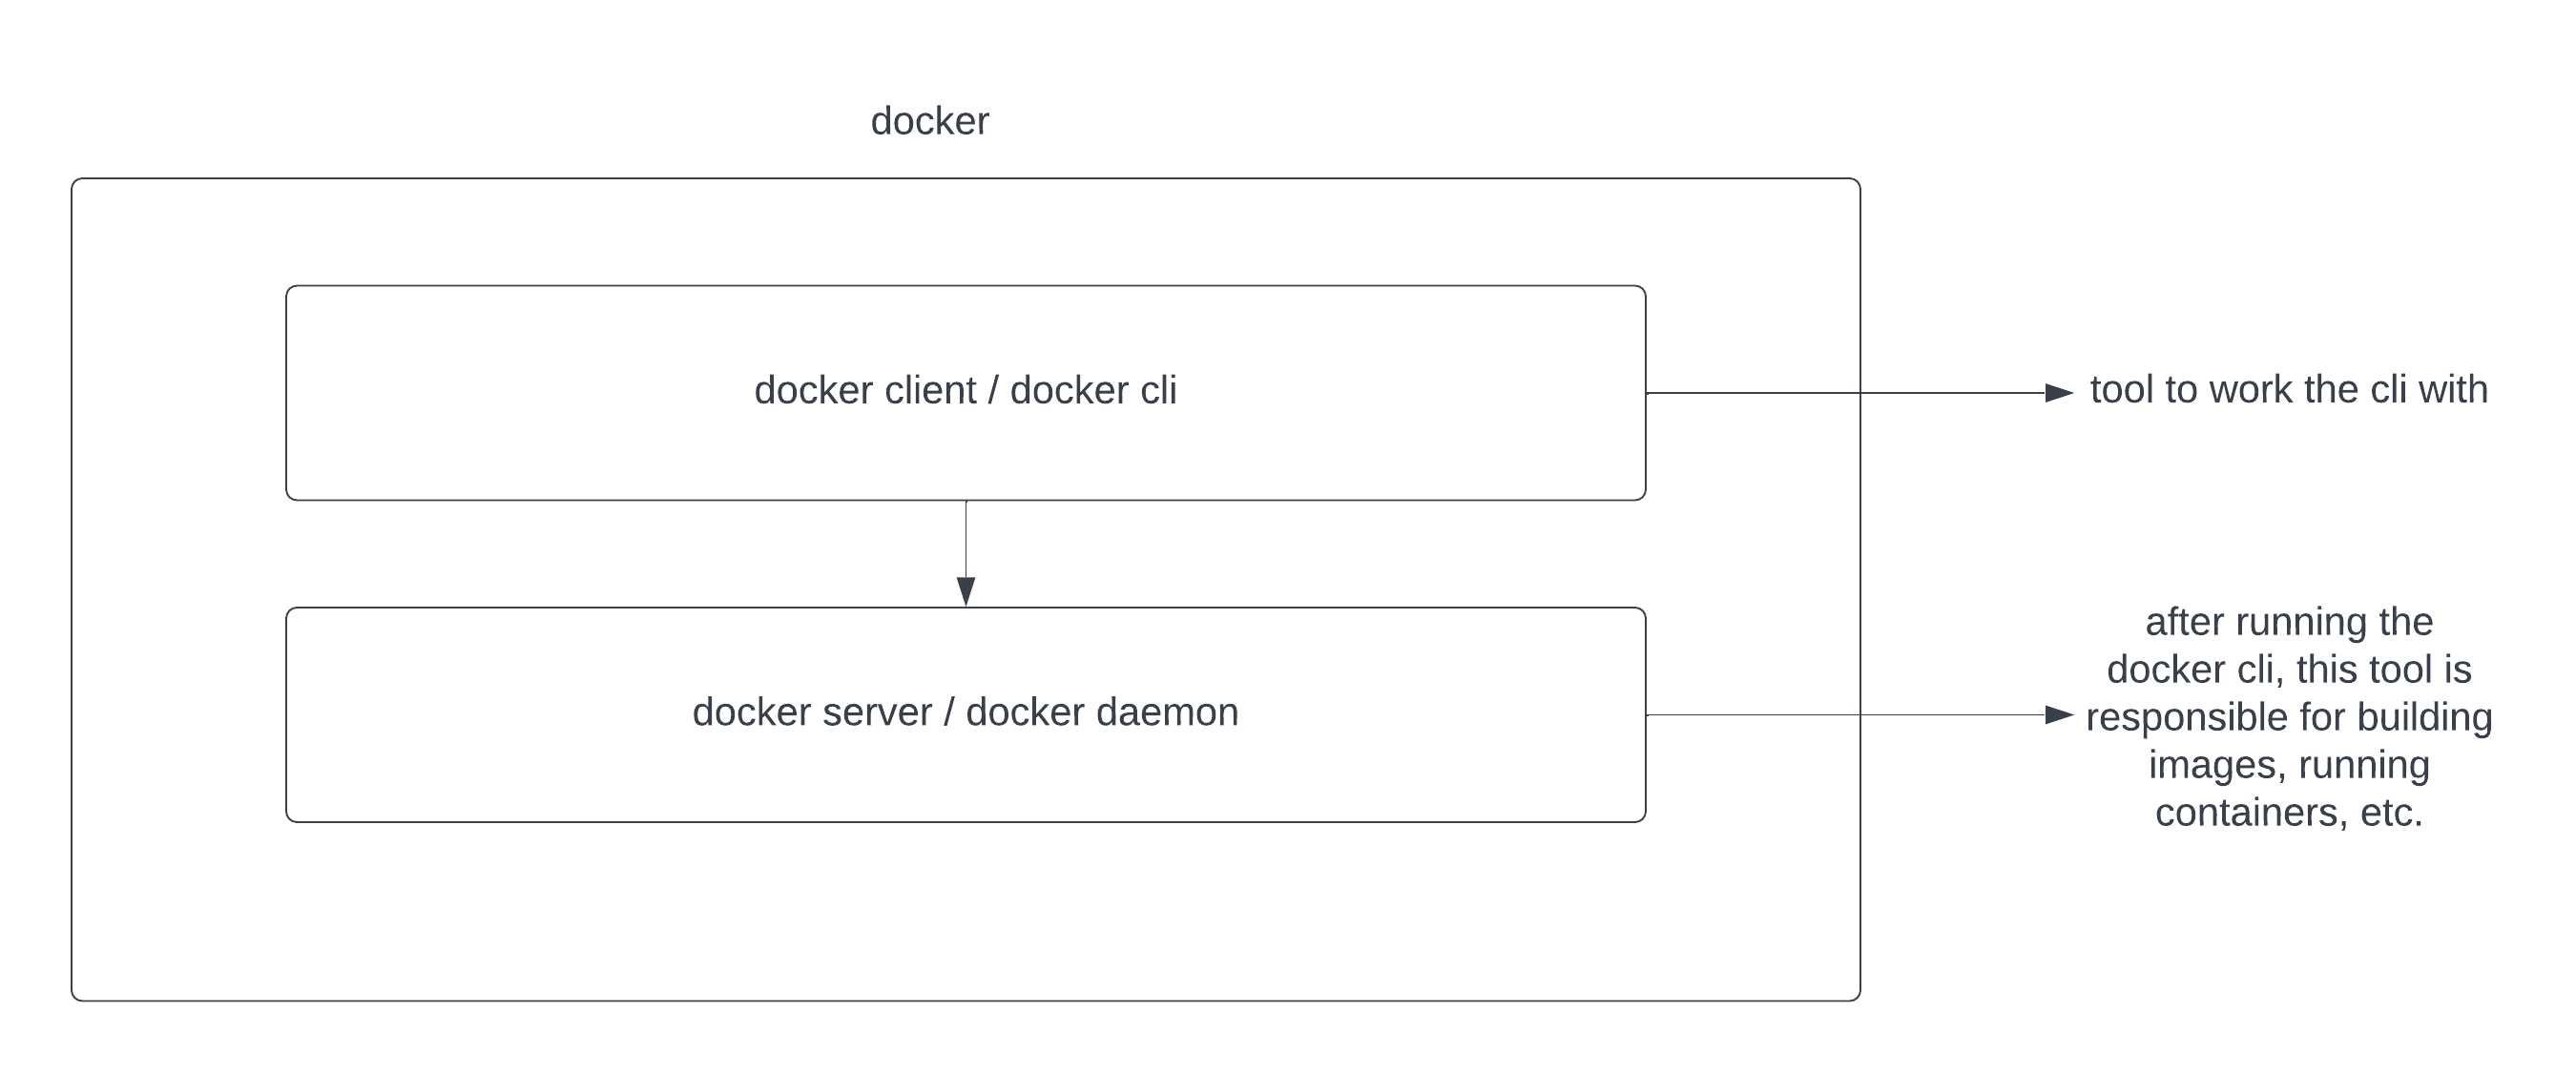 docker
docker client / docker cli
tool to work the cli with
docker server / docker daemon
after running the
docker cli, this tool is
responsible for building
images, running
containers, etc.